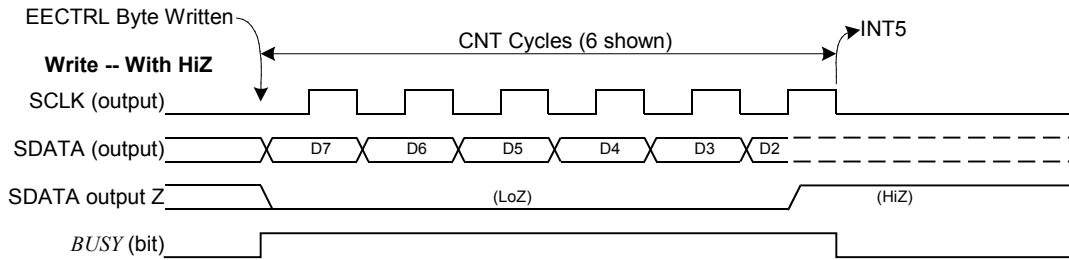 EECTRL Byte Written
INT5
CNT Cycles (6 shown)
Write -- With HiZ
SCLK (output)
SDATA (output) D7 D6 D5 D4 D3 D2
SDATA output Z (LoZ) (HiZ)
BUSY (bit)